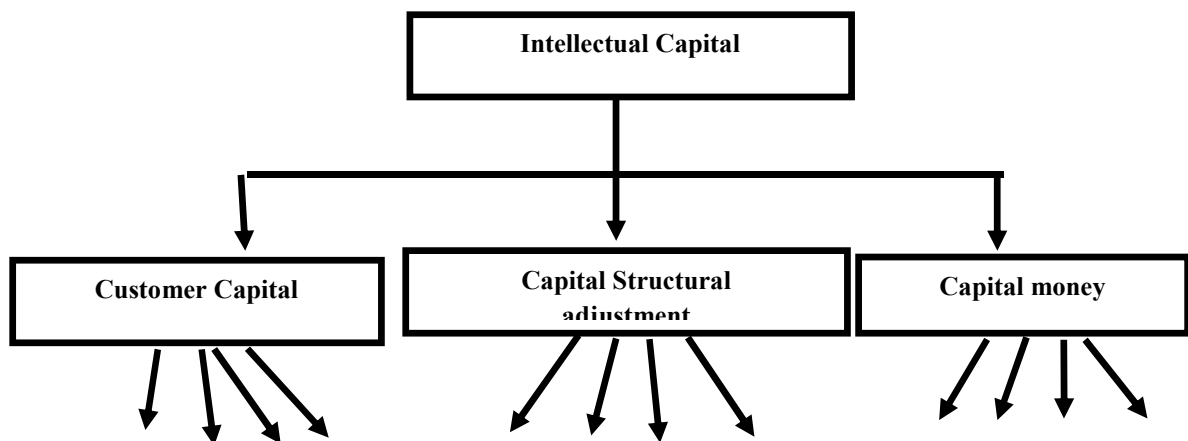 Intellectual Capital
Customer Capital
Capital Structural
adjustment
Capital money